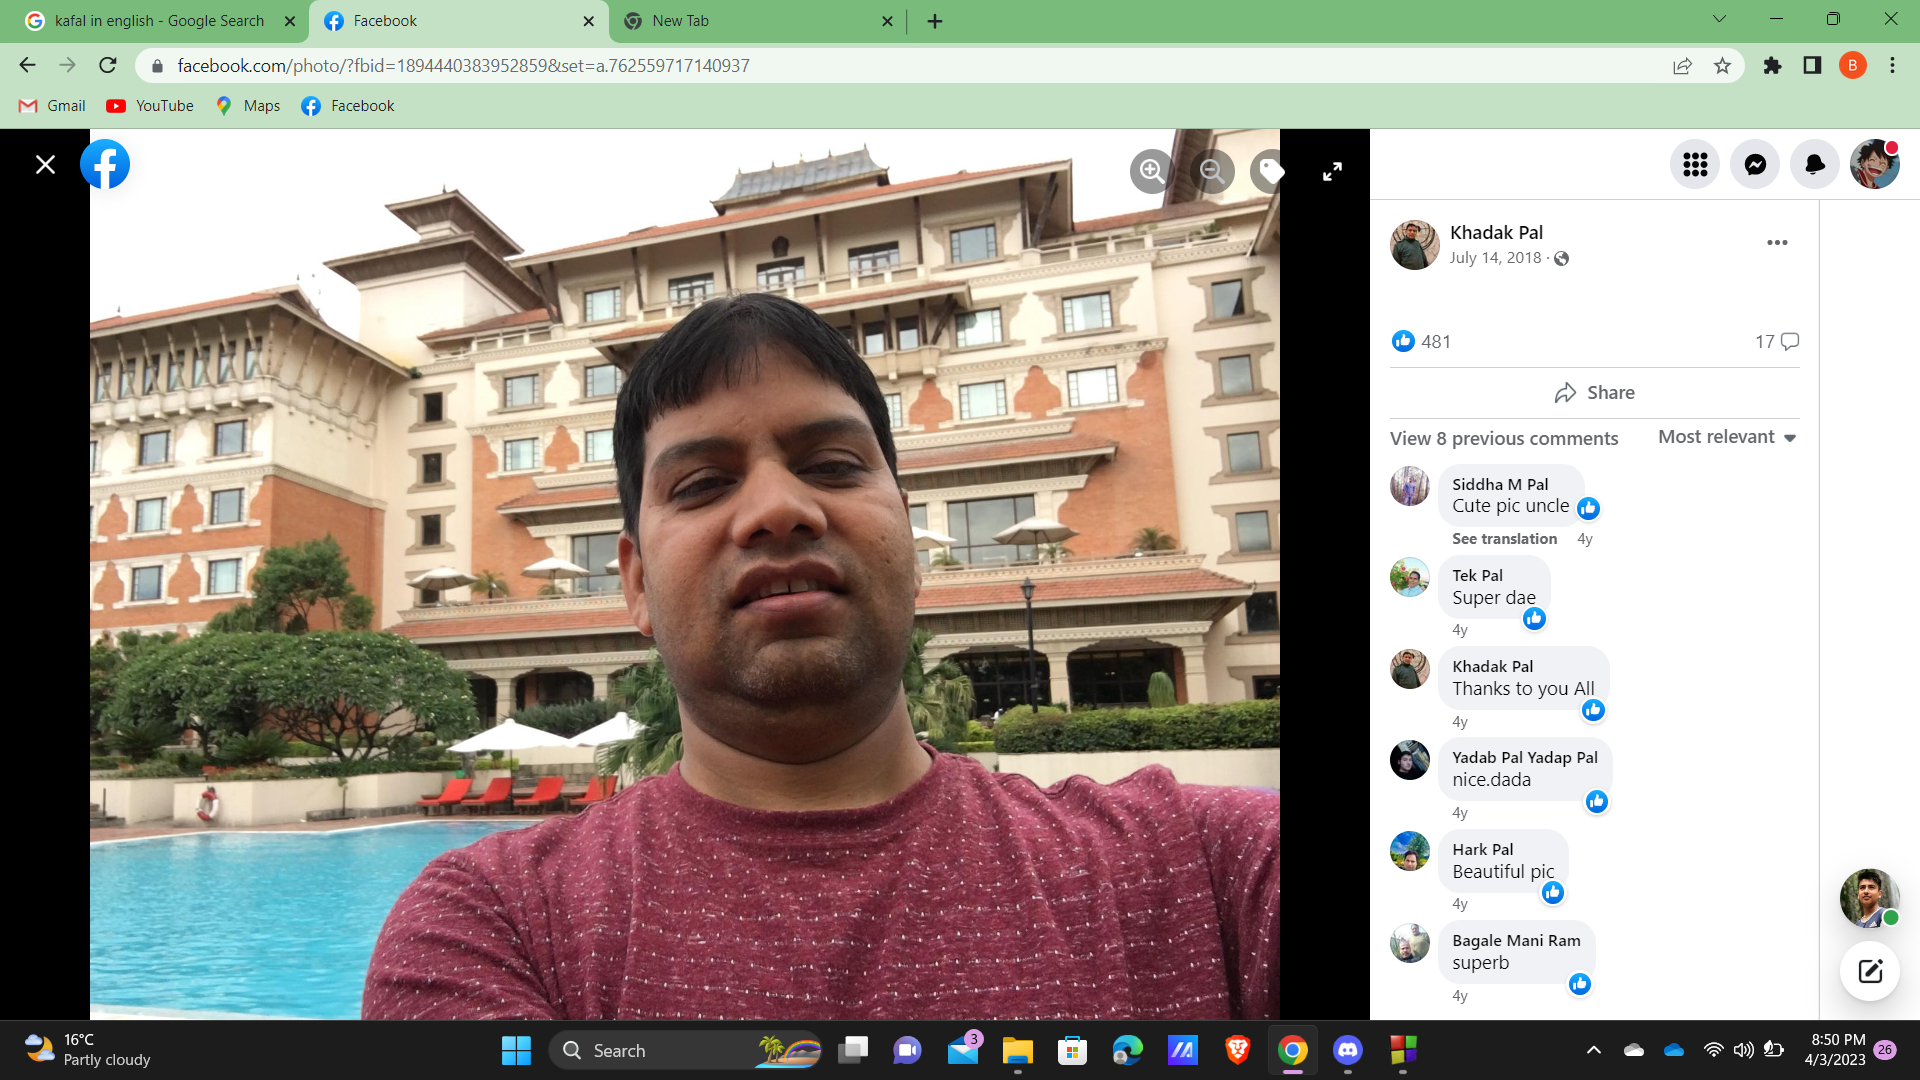 kafal in english - Google Search
Facebook
New Tab
facebook.com/photo/?fbid=1894440383952859&set=a.762559717140937
B
Gmail
YouTube
Maps
Facebook
Khadak Pal
July 14, 2018 ·
481
17
Share
View 8 previous comments
Most relevant
Siddha M Pal
Cute pic uncle
See translation 4y
Tek Pal
Super dae
4y
Khadak Pal
Thanks to you All
4y
Yadab Pal Yadap Pal
nice.dada
4y
Hark Pal
Beautiful pic
4y
Bagale Mani Ram
superb
4y
16°C
Partly cloudy
Search
3
8:50 PM
4/3/2023
26